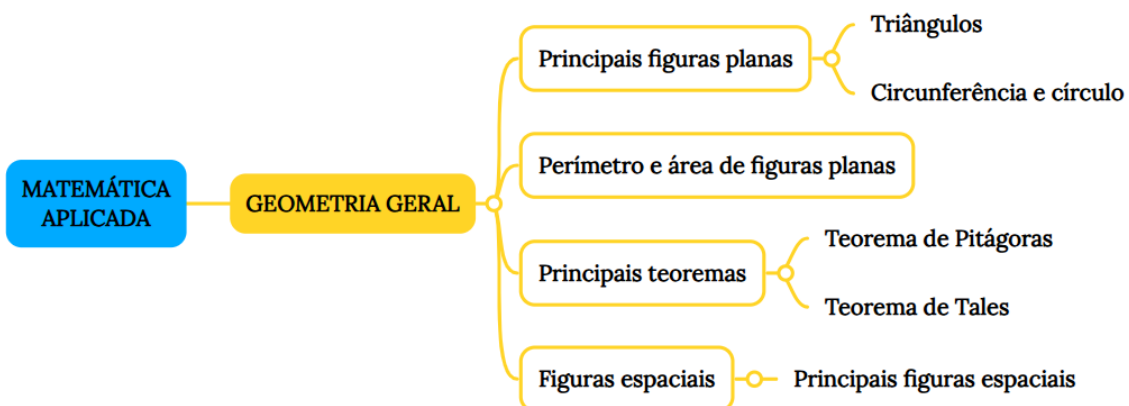 MATEMÁTICA
APLICADA
GEOMETRIA GERAL
Principais figuras planas
Triângulos
Circunferência e círculo
Perímetro e área de figuras planas
Principais teoremas
Teorema de Pitágoras
Teorema de Tales
Figuras espaciais
Principais figuras espaciais